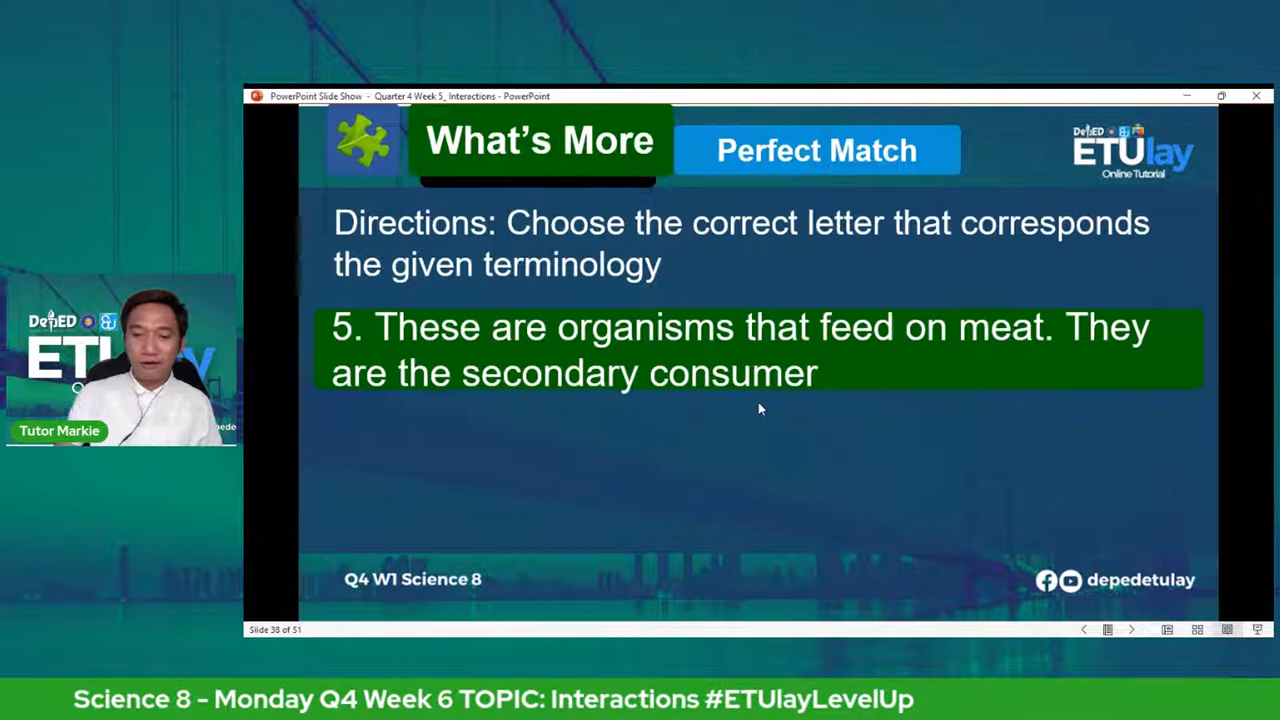 PowerPoint Slide Show - Quarter 4 Week 5_ Interactions - PowerPoint
What's More
Perfect Match
DepED
ETUlay
Online Tutorial
Directions: Choose the correct letter that corresponds
the given terminology
5. These are organisms that feed on meat. They
are the secondary consumer
DepED
Tutor Markie
Q4 W1 Science 8
depedetulay
Slide 38 of 51
Science 8 - Monday Q4 Week 6 TOPIC: Interactions #ETUlayLevelUp